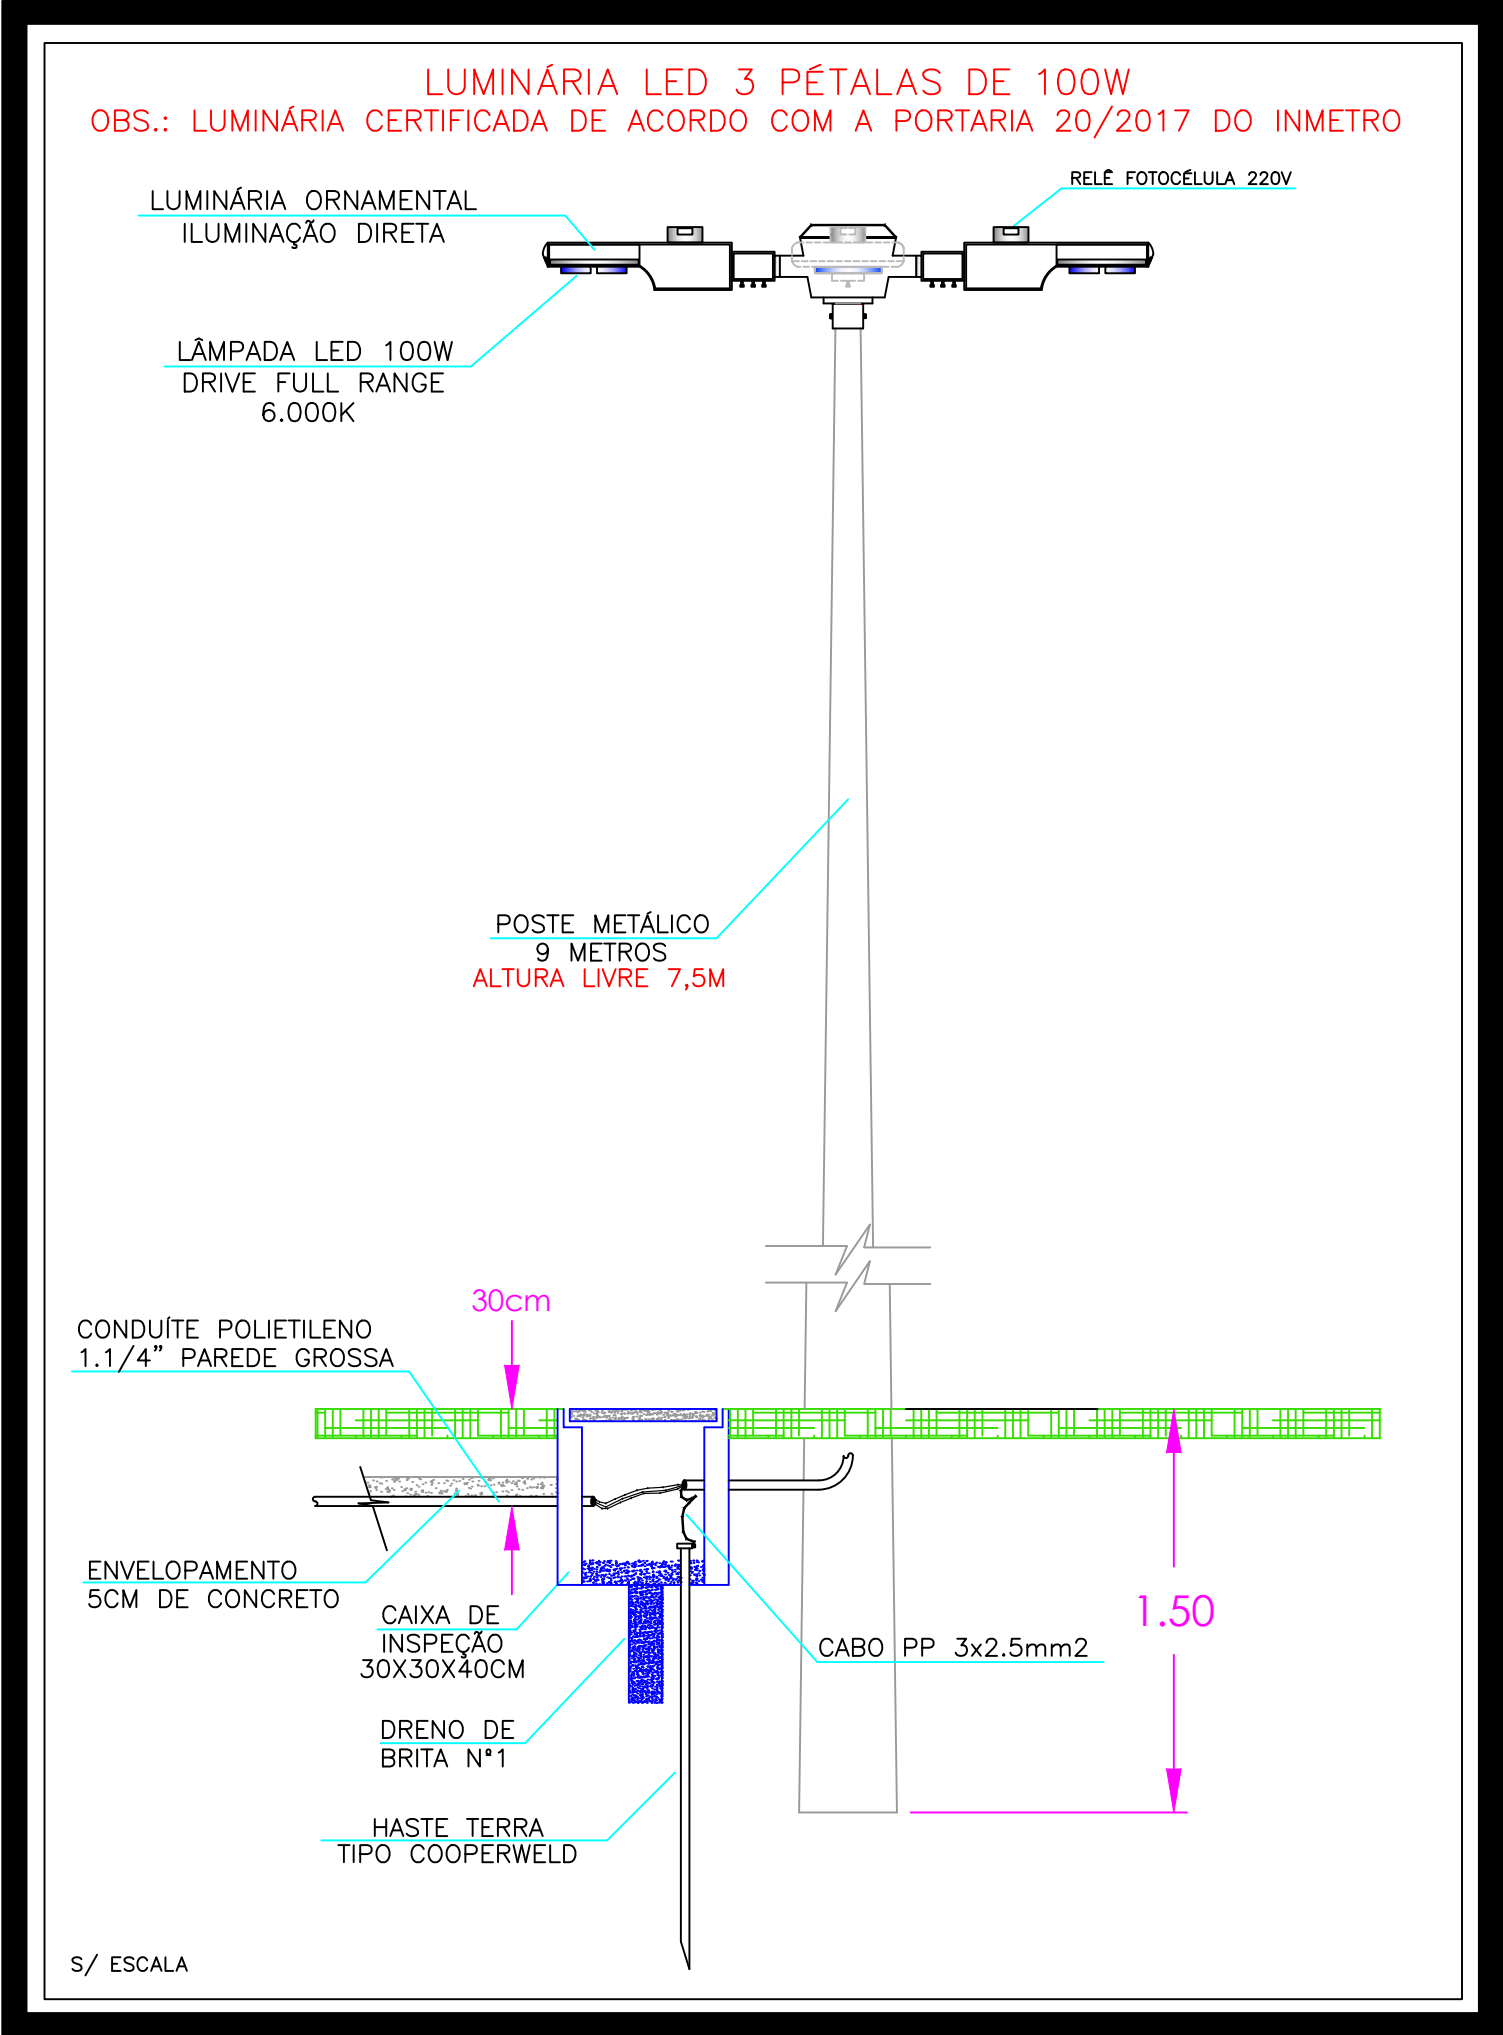 LUMINÁRIA LED 3 PÉTALAS DE 100W
OBS.: LUMINÁRIA CERTIFICADA DE ACORDO COM A PORTARIA 20/2017 DO INMETRO
RELÊ FOTOCÉLULA 220V
LUMINÁRIA ORNAMENTAL
ILUMINAÇÃO DIRETA
LÂMPADA LED 100W
DRIVE FULL RANGE
6.000K
POSTE METÁLICO
9 METROS
ALTURA LIVRE 7,5M
30cm
CONDUÍTE POLIETILENO
1.1/4" PAREDE GROSSA
ENVELOPAMENTO
5CM DE CONCRETO
CAIXA DE
INSPEÇÃO
30X30X40CM
1.50
CABO PP 3x2.5mm2
DRENO DE
BRITA Nº1
HASTE TERRA
TIPO COOPERWELD
S/ ESCALA